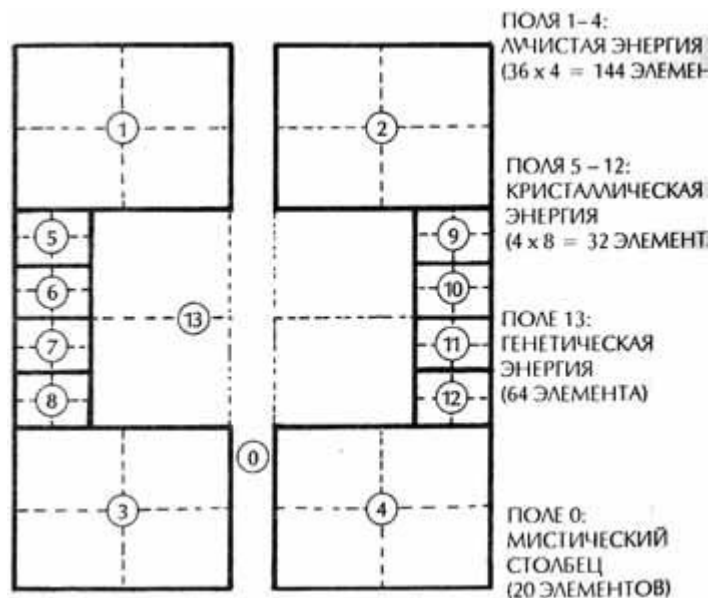 ПОЛЯ 1–4:
ЛУЧИСТАЯ ЭНЕРГИЯ
(36 x 4 = 144 ЭЛЕМЕН
1
2
ПОЛЯ 5 – 12:
КРИСТАЛЛИЧЕСКАЯ
ЭНЕРГИЯ
(4 x 8 = 32 ЭЛЕМЕНТ
5
9
6
10
13
7
11
8
12
ПОЛЕ 13:
ГЕНЕТИЧЕСКАЯ
ЭНЕРГИЯ
(64 ЭЛЕМЕНТА)
0
3
4
ПОЛЕ 0:
МИСТИЧЕСКИЙ
СТОЛБЕЦ
(20 ЭЛЕМЕНТОВ)